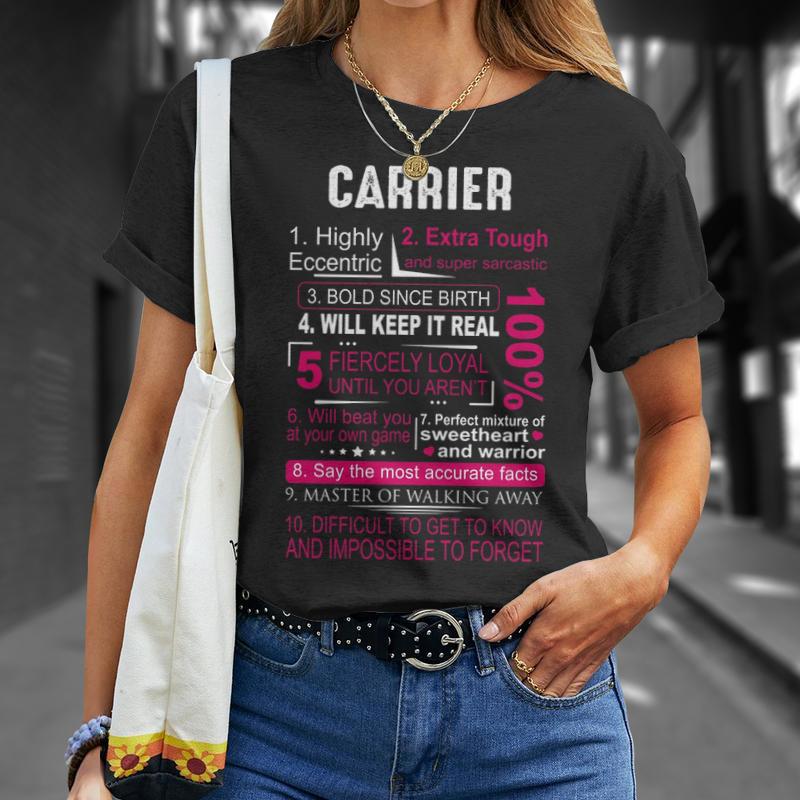 CARRIER
1. Highly
Eccentric
2. Extra Tough
and super sarcastic
3. BOLD SINCE BIRTH
4. WILL KEEP IT REAL
100%
5 FIERCELY LOYAL
UNTIL YOU AREN'T
6. Will beat you
at your own game
7. Perfect mixture of
sweetheart
and warrior
8. Say the most accurate facts
9. MASTER OF WALKING AWAY
10. DIFFICULT TO GET TO KNOW
AND IMPOSSIBLE TO FORGET